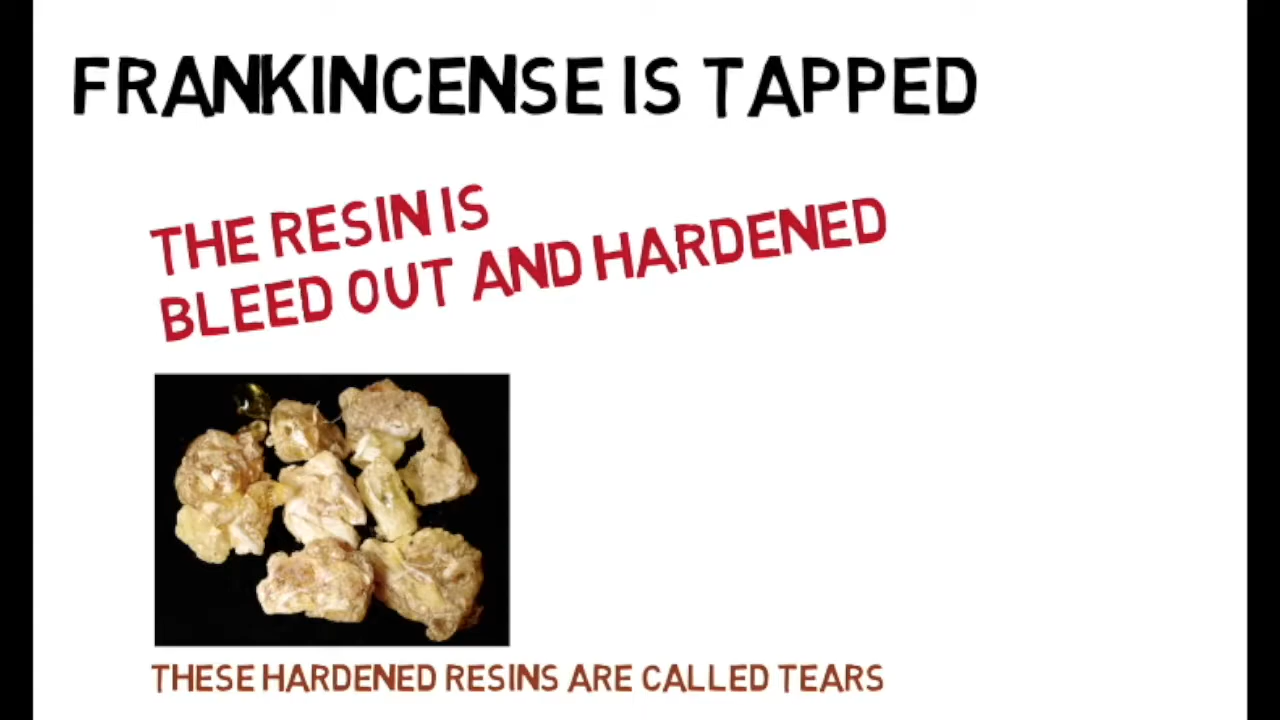 FRANKINCENSE IS TAPPED
THE RESIN IS
BLEED OUT AND HARDENED
THESE HARDENED RESINS ARE CALLED TEARS